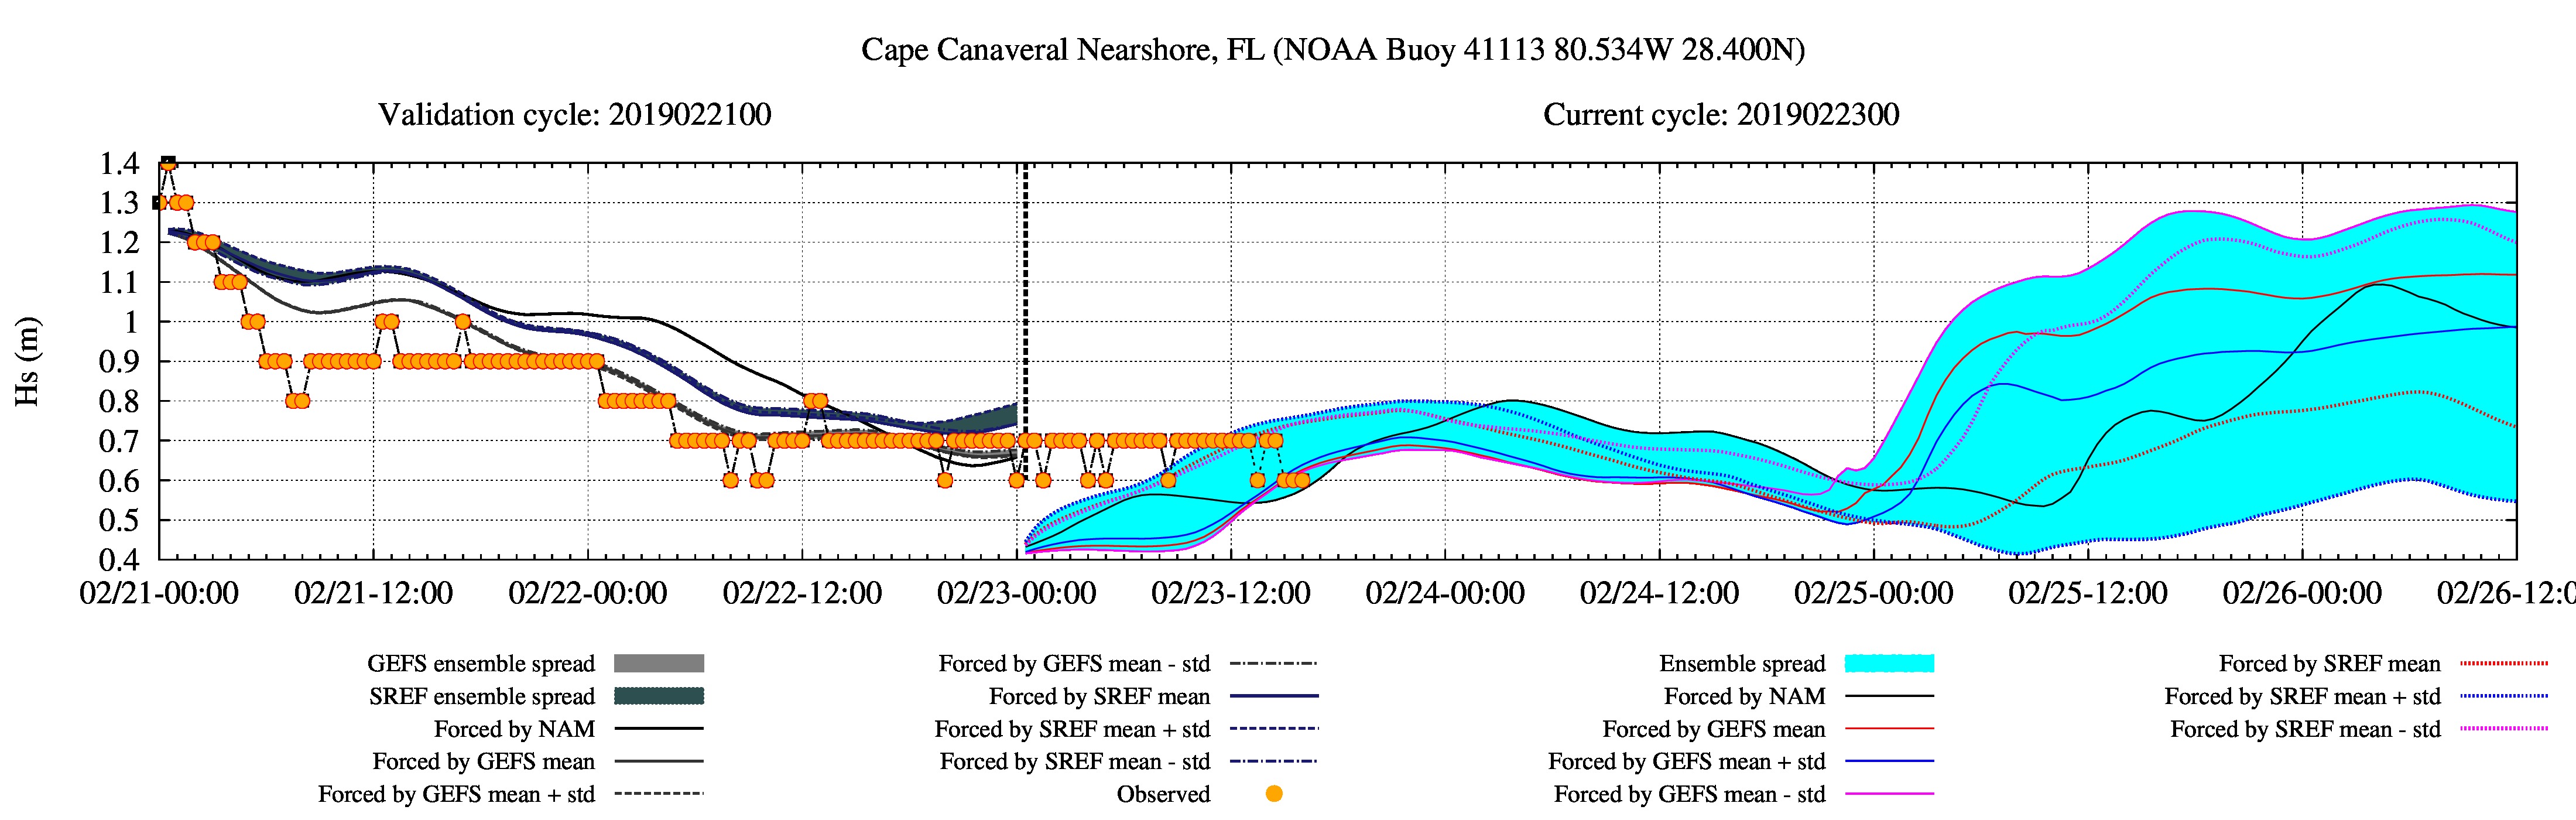 Cape Canaveral Nearshore, FL (NOAA Buoy 41113 80.534W 28.400N)
Validation cycle: 2019022100
Current cycle: 2019022300
Hs (m)
1.4
1.3
1.2
1.1
1
0.9
0.8
0.7
0.6
0.5
0.4
02/21-00:00 02/21-12:00 02/22-00:00 02/22-12:00 02/23-00:00 02/23-12:00 02/24-00:00 02/24-12:00 02/25-00:00 02/25-12:00 02/26-00:00 02/26-12:0
GEFS ensemble spread
SREF ensemble spread
Forced by NAM
Forced by GEFS mean
Forced by GEFS mean + std
Forced by GEFS mean - std
Forced by SREF mean
Forced by SREF mean + std
Forced by SREF mean - std
Observed
Ensemble spread
Forced by NAM
Forced by GEFS mean
Forced by GEFS mean + std
Forced by GEFS mean - std
Forced by SREF mean
Forced by SREF mean + std
Forced by SREF mean - std